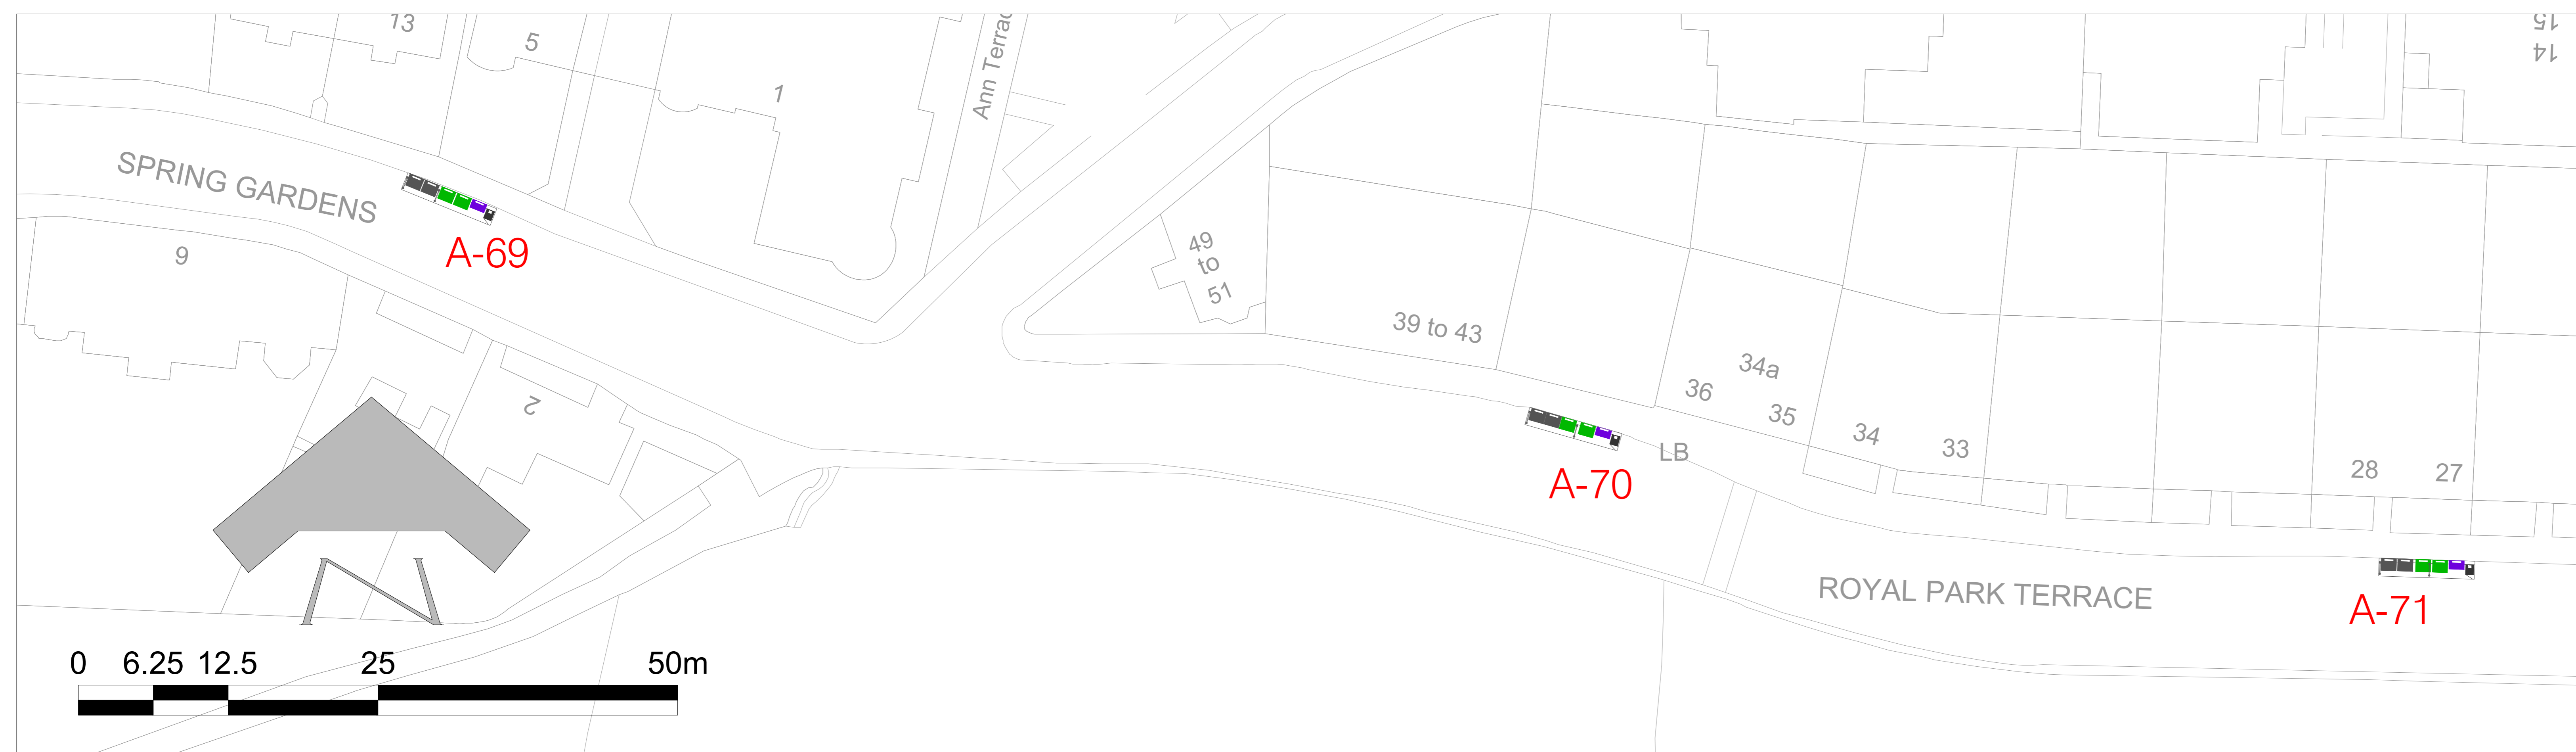 13
5
1
Ann Terrac
15
14
SPRING GARDENS
A-69
9
2
49
to
51
39 to 43
36
34a
35
34
33
28
27
LB
A-70
ROYAL PARK TERRACE
A-71
N
0 6.25 12.5 25 50m